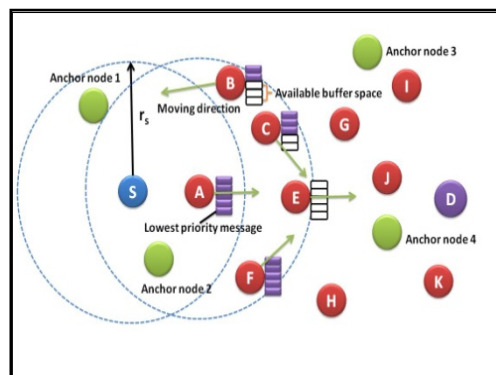 Anchor node 3
Anchor node 1
B
I
Moving direction
Available buffer space
r s
C
G
S
A
E
J
D
Lowest priority message
Anchor node 4
F
Anchor node 2
H
K